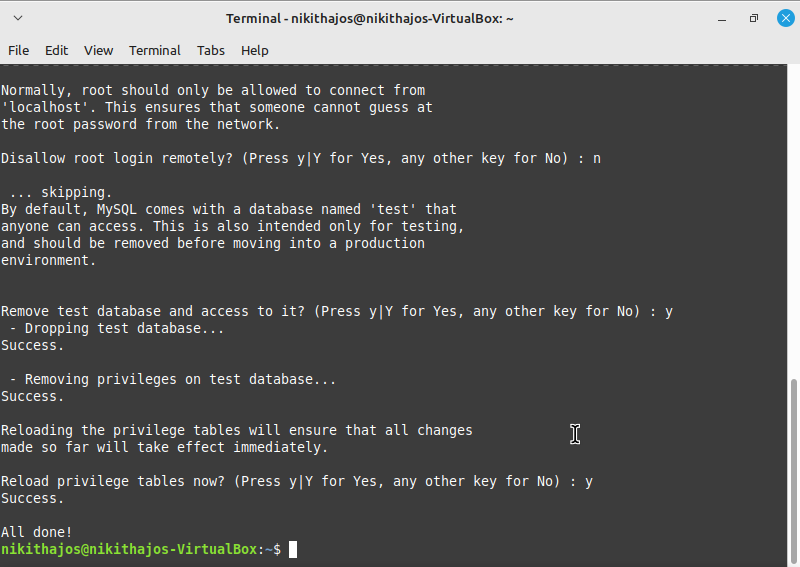 Terminal - nikithajos@nikithajos-VirtualBox: ~
File Edit View Terminal Tabs Help
Normally, root should only be allowed to connect from
'localhost'. This ensures that someone cannot guess at
the root password from the network.
Disallow root login remotely? (Press y|Y for Yes, any other key for No) : n
 ... skipping.
By default, MySQL comes with a database named 'test' that
anyone can access. This is also intended only for testing,
and should be removed before moving into a production
environment.
Remove test database and access to it? (Press y|Y for Yes, any other key for No) : y
 - Dropping test database...
Success.
 - Removing privileges on test database...
Success.
Reloading the privilege tables will ensure that all changes
made so far will take effect immediately.
Reload privilege tables now? (Press y|Y for Yes, any other key for No) : y
Success.
All done!
nikithajos@nikithajos-VirtualBox:~$